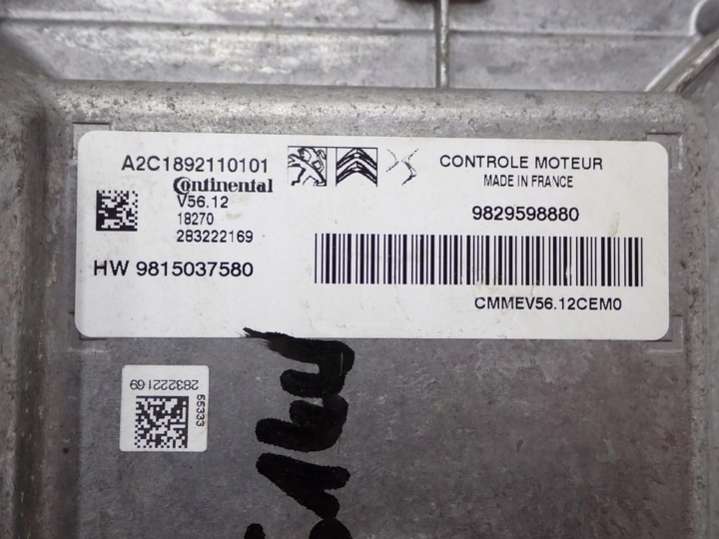 A2C1892110101
Continental
V56.12
18270
283222169
HW 9815037580
CONTROLE MOTEUR
MADE IN FRANCE
9829598880
CMMEV56.12CEM0
283222169
55333